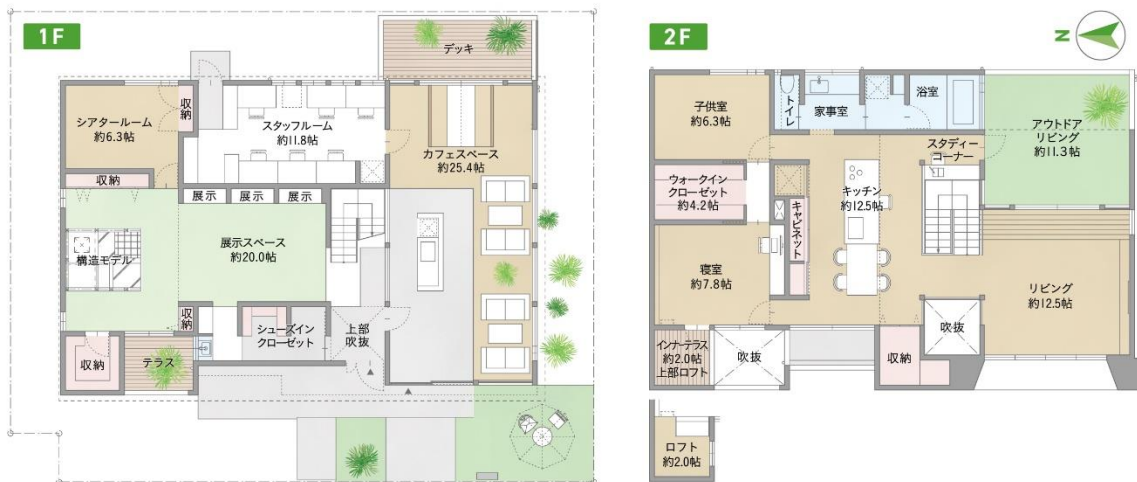 1F
デッキ
シアタールーム
約6.3帖
収納
スタッフルーム
約11.8帖
カフェスペース
約25.4帖
収納
展示
展示
展示
構造モデル
展示スペース
約20.0帖
収納
収納
テラス
シューズイン
クローゼット
上部
吹抜
2F
N
子供室
約6.3帖
トイレ
家事室
浴室
アウトドア
リビング
約11.3帖
スタディー
コーナー
ウォークイン
クローゼット
約4.2帖
キャビネット
キッチン
約12.5帖
寝室
約7.8帖
リビング
約12.5帖
インナーテラス
約2.0帖
上部ロフト
吹抜
収納
吹抜
ロフト
約2.0帖